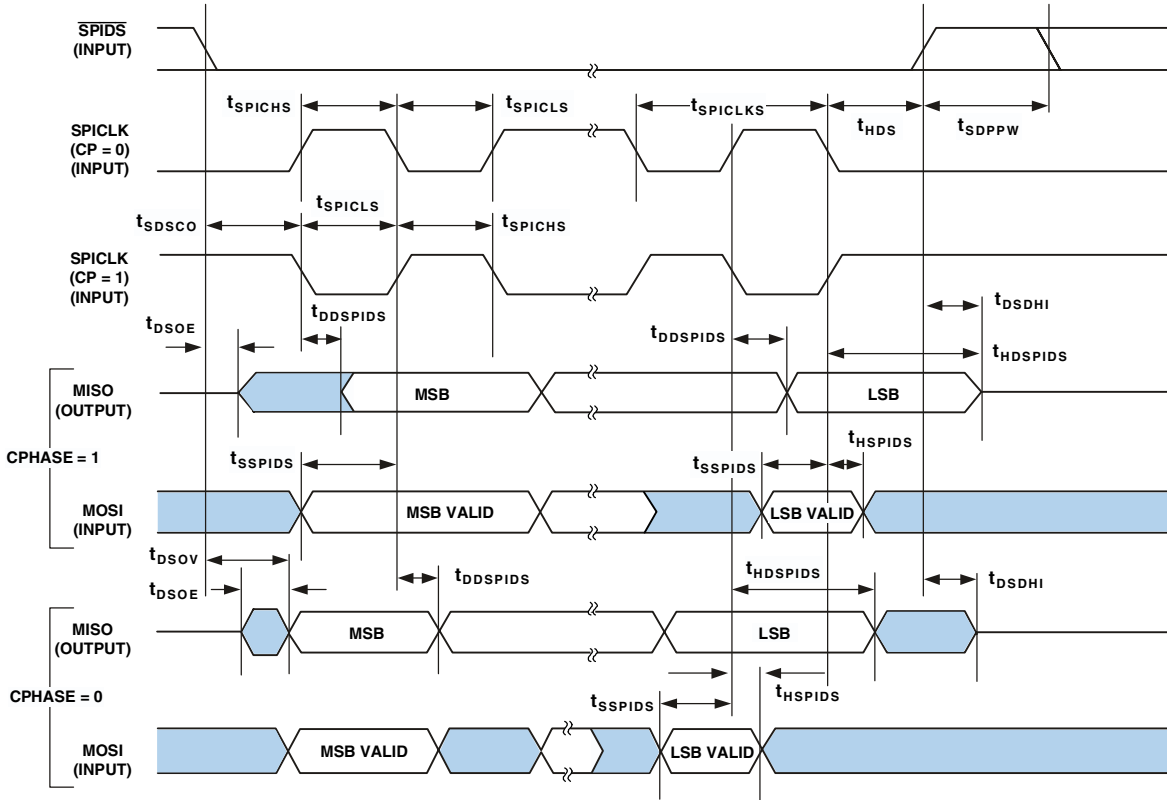 SPIDS
(INPUT)
tSPICHS
tSPICLS
tSPICLKS
tHDS
tSDPPW
SPICLK
(CP = 0)
(INPUT)
tSDSCO
tSPICLS
tSPICHS
SPICLK
(CP = 1)
(INPUT)
tDSOE
tDDSPIDS
tDDSPIDS
tDSDHI
tHDSPIDS
CPHASE = 1
MISO
(OUTPUT)
MSB
LSB
tSSPIDS
tSSPIDS
tHSPIDS
MOSI
(INPUT)
MSB VALID
LSB VALID
tDSOV
tDSOE
tDDSPIDS
tHDSPIDS
tDSDHI
CPHASE = 0
MISO
(OUTPUT)
MSB
LSB
tSSPIDS
tHSPIDS
MOSI
(INPUT)
MSB VALID
LSB VALID